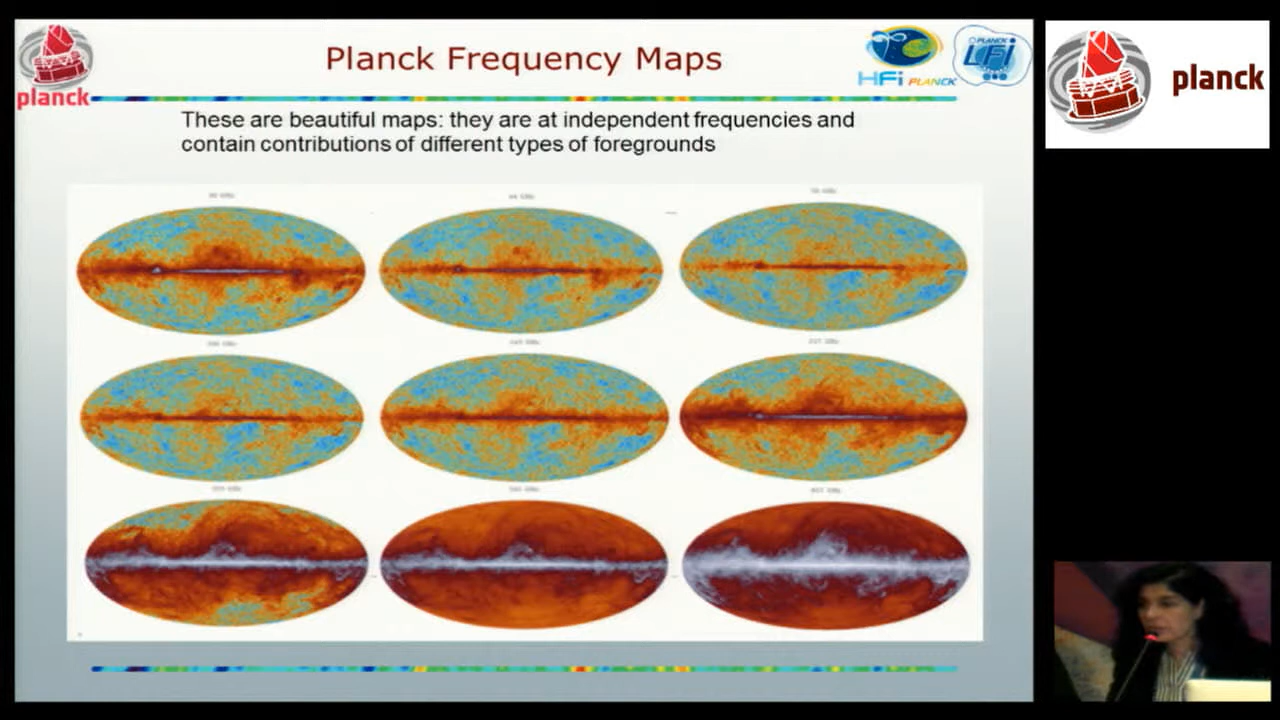 Planck Frequency Maps
planck
HFi PLANCK
PLANCK
LFi
planck
These are beautiful maps: they are at independent frequencies and
contain contributions of different types of foregrounds